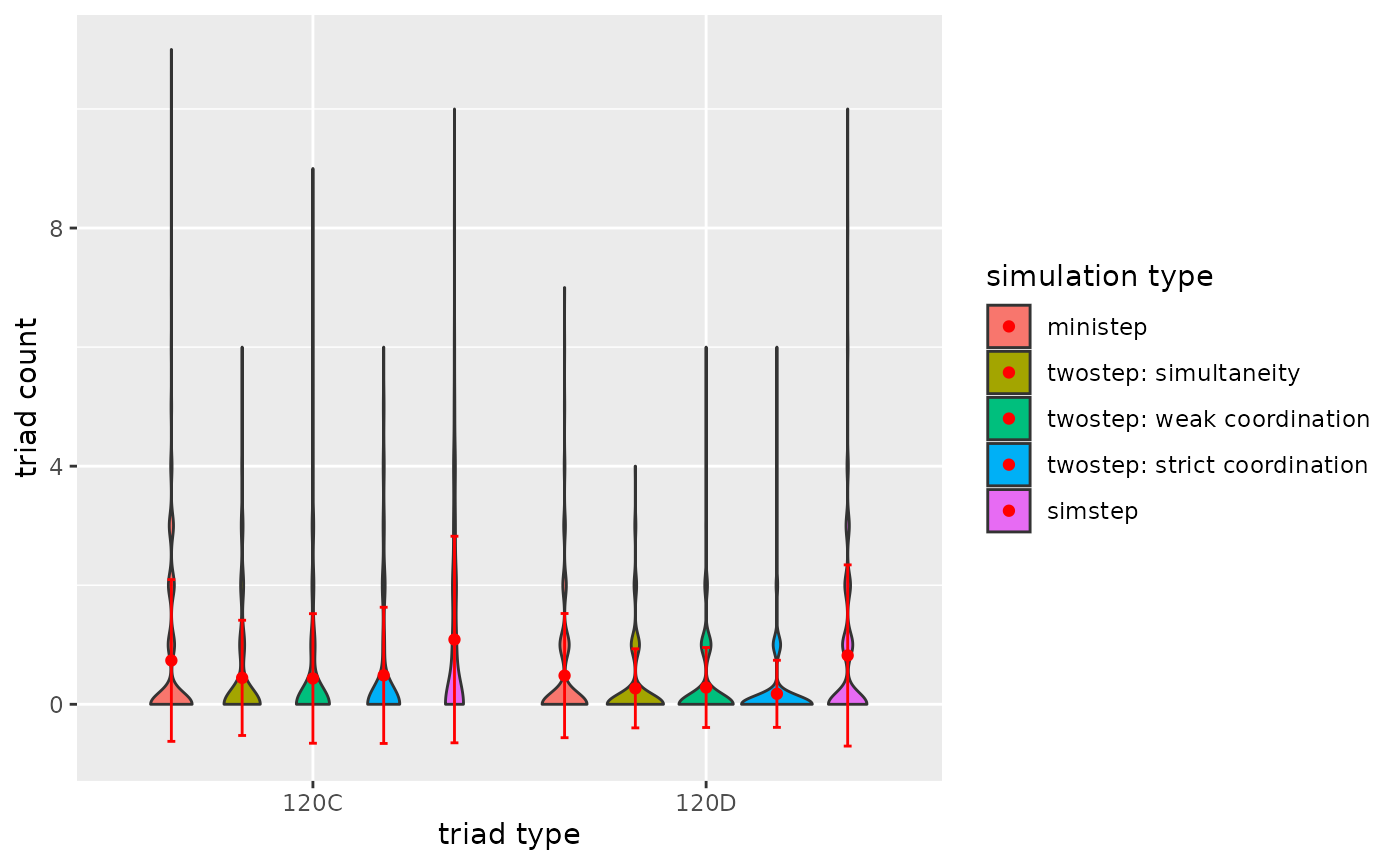 8
4
0
triad count
120C
120D
triad type
simulation type
ministep
twostep: simultaneity
twostep: weak coordination
twostep: strict coordination
simstep